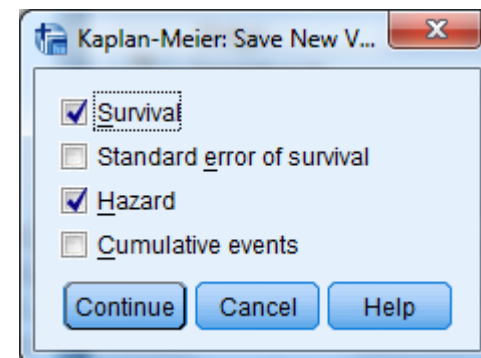 Kaplan-Meier: Save New V...
Survival
Standard error of survival
Hazard
Cumulative events
Continue Cancel Help